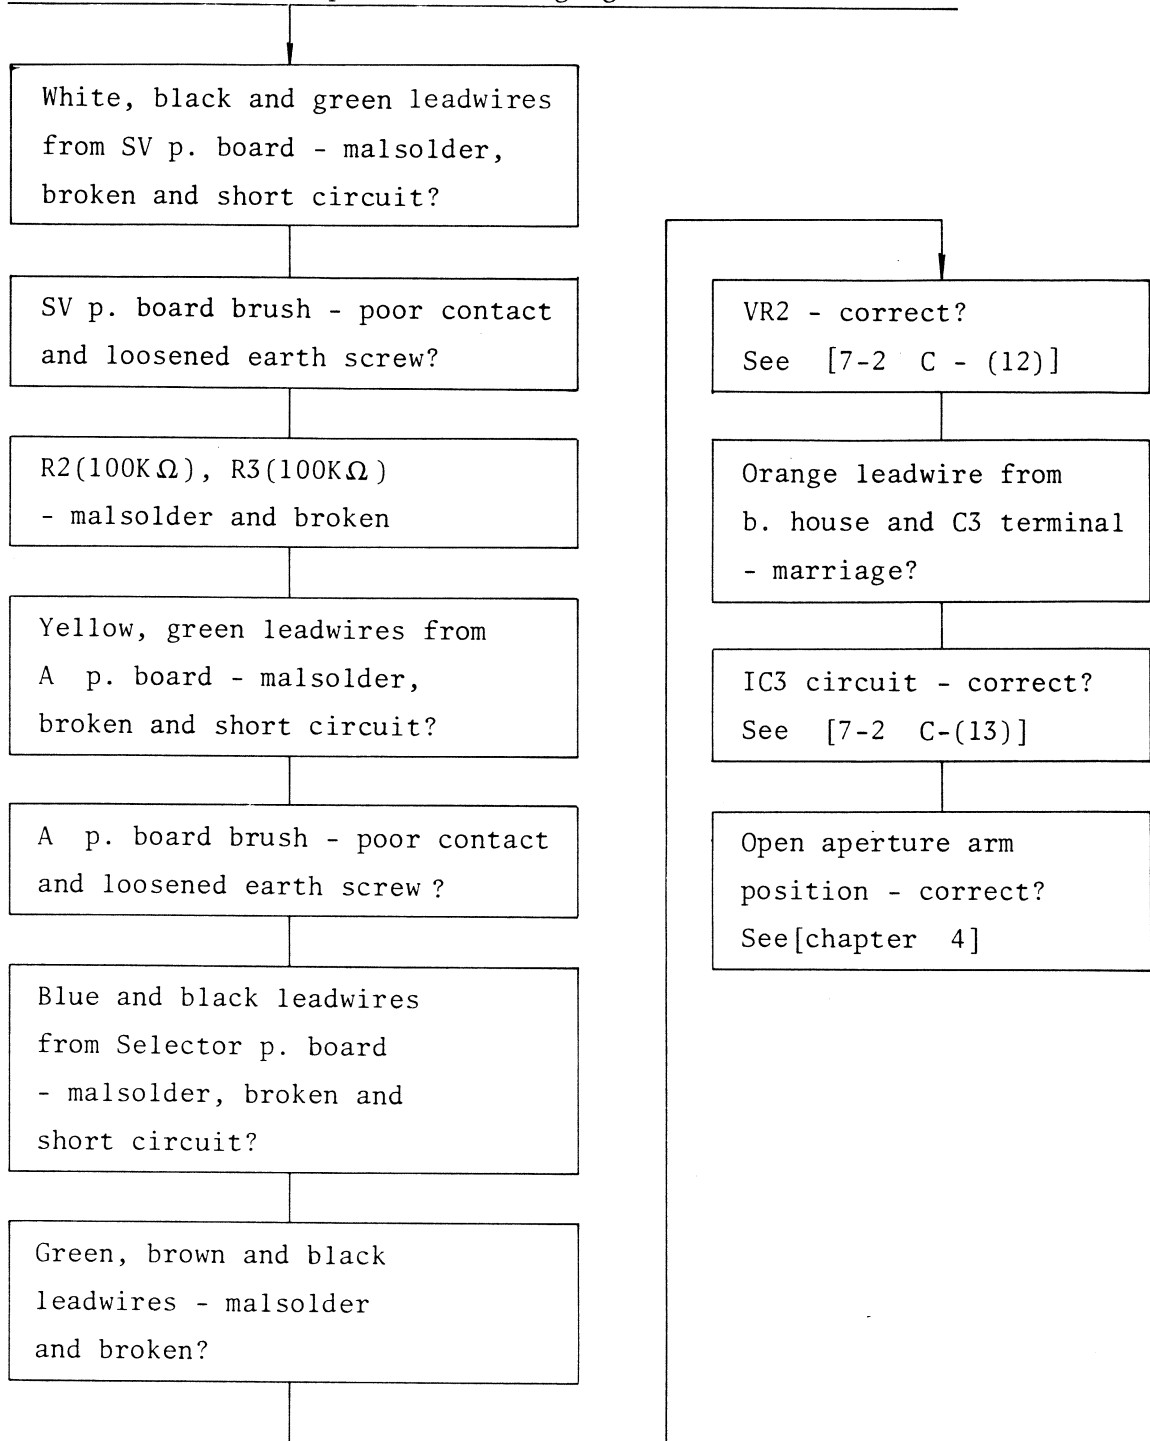 White, black and green leadwires
from SV p. board - malsolder,
broken and short circuit?
SV p. board brush - poor contact
and loosened earth screw?
R2(100KΩ), R3(100KΩ)
- malsolder and broken
Yellow, green leadwires from
A p. board - malsolder,
broken and short circuit?
A p. board brush - poor contact
and loosened earth screw?
Blue and black leadwires
from Selector p. board
- malsolder, broken and
short circuit?
Green, brown and black
leadwires - malsolder
and broken?
VR2 - correct?
See [7-2 C - (12)]
Orange leadwire from
b. house and C3 terminal
- marriage?
IC3 circuit - correct?
See [7-2 C-(13)]
Open aperture arm
position - correct?
See[chapter 4]